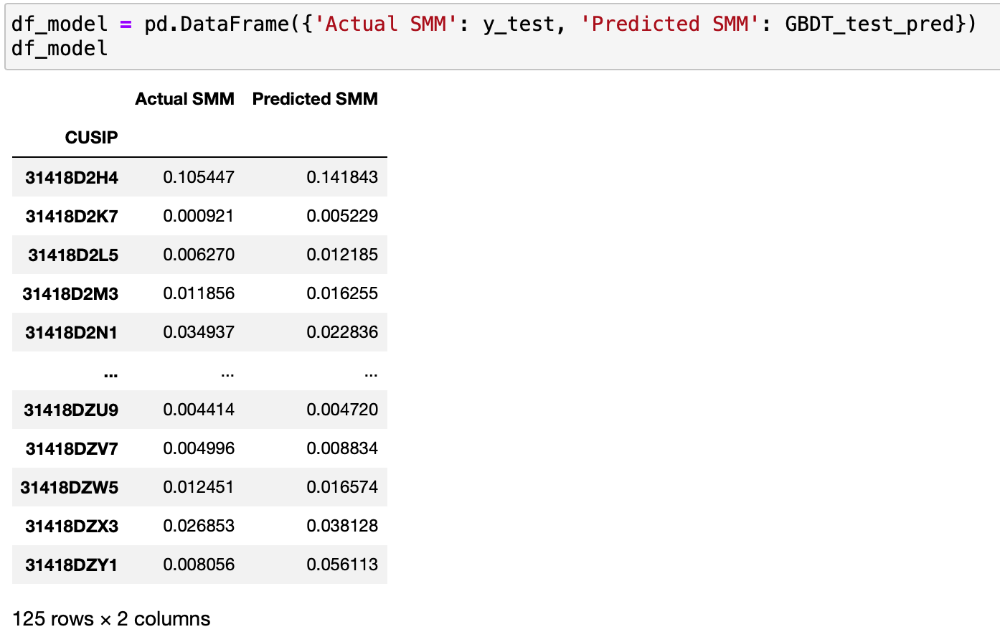 df_model = pd.DataFrame({'Actual SMM': y_test, 'Predicted SMM': GBDT_test_pred})
df_model
Actual SMM Predicted SMM
CUSIP
31418D2H4 0.105447 0.141843
31418D2K7 0.000921 0.005229
31418D2L5 0.006270 0.012185
31418D2M3 0.011856 0.016255
31418D2N1 0.034937 0.022836
... ... ...
31418DZU9 0.004414 0.004720
31418DZV7 0.004996 0.008834
31418DZW5 0.012451 0.016574
31418DZX3 0.026853 0.038128
31418DZY1 0.008056 0.056113
125 rows × 2 columns